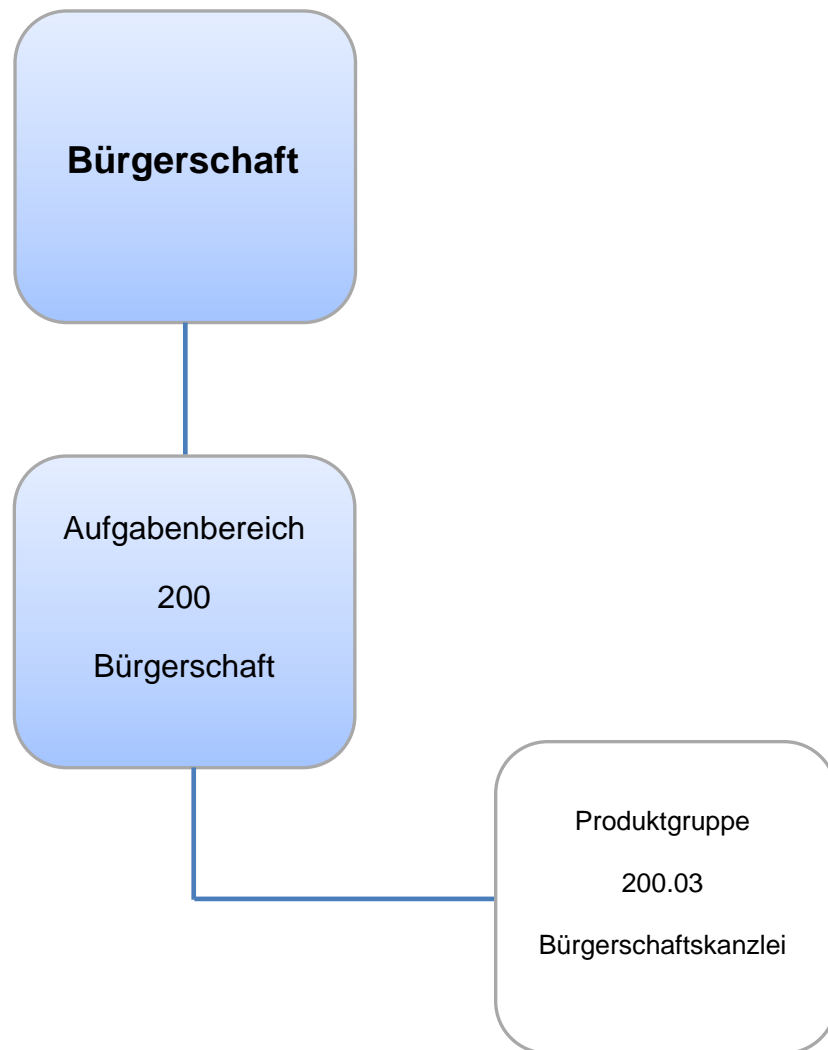 Bürgerschaft
Aufgabenbereich
200
Bürgerschaft
Produktgruppe
200.03
Bürgerschaftskanzlei